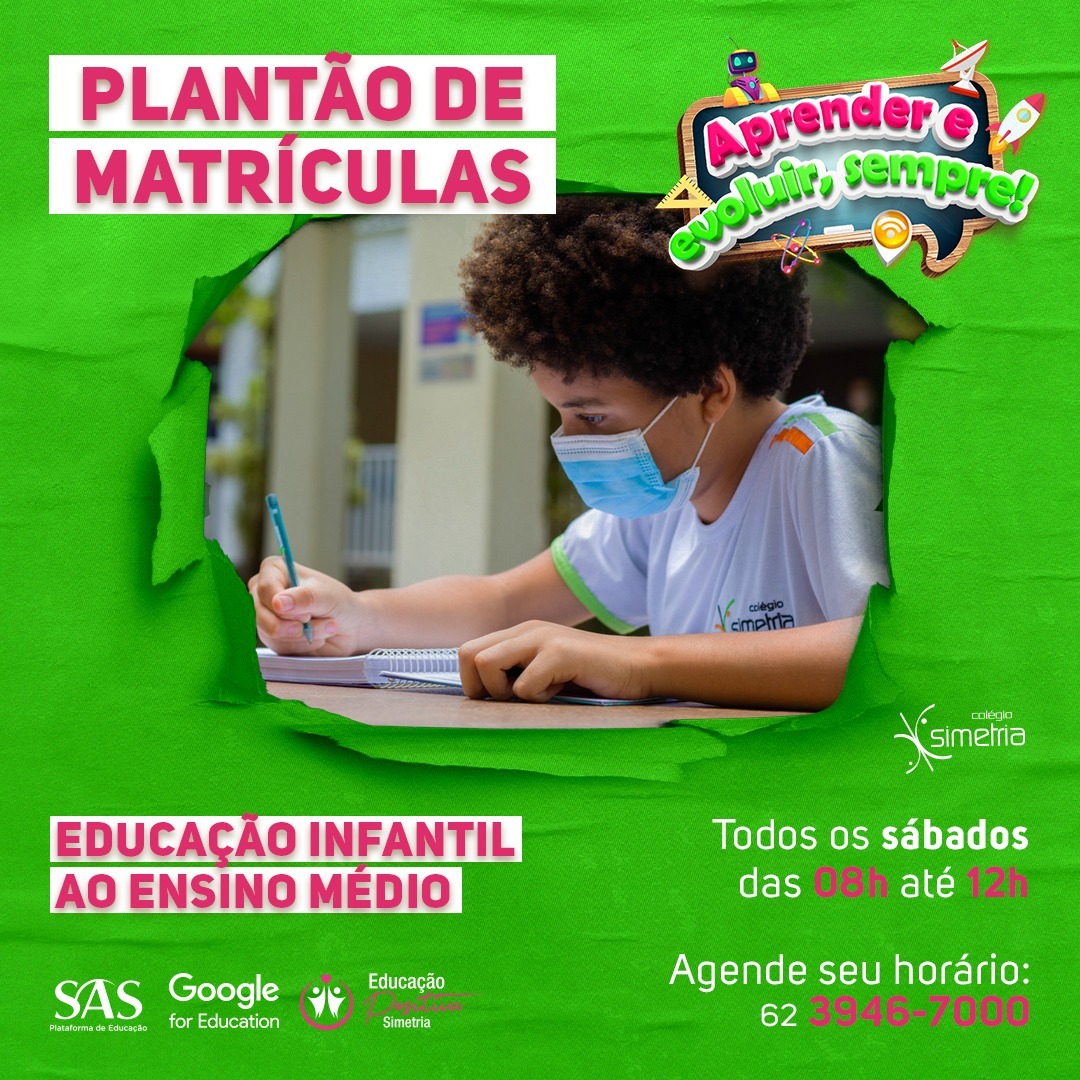 PLANTÃO DE
MATRÍCULAS
Aprender e
evoluir, sempre!
colégio
simetria
colégio
simetria
EDUCAÇÃO INFANTIL
AO ENSINO MÉDIO
Todos os sábados
das 08h até 12h
Agende seu horário:
62 3946-7000
SAS
Plataforma de Educação
Google
for Education
Educação
Positiva
Simetria